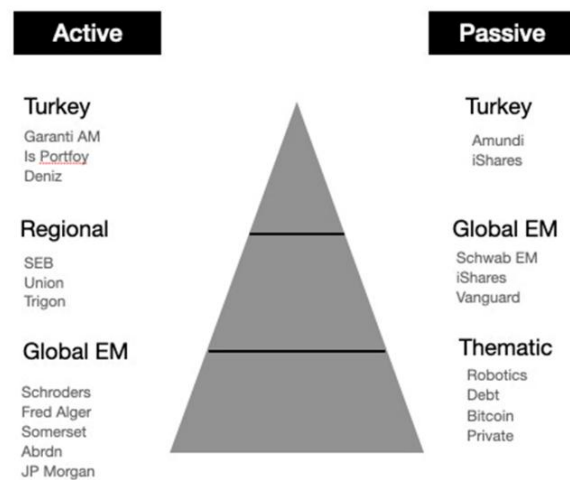 Active
Passive
Turkey
Garanti AM
Is Portfoy
Deniz
Turkey
Amundi
iShares
Regional
SEB
Union
Trigon
Global EM
Schwab EM
iShares
Vanguard
Global EM
Schroders
Fred Alger
Somerset
Abrdn
JP Morgan
Thematic
Robotics
Debt
Bitcoin
Private